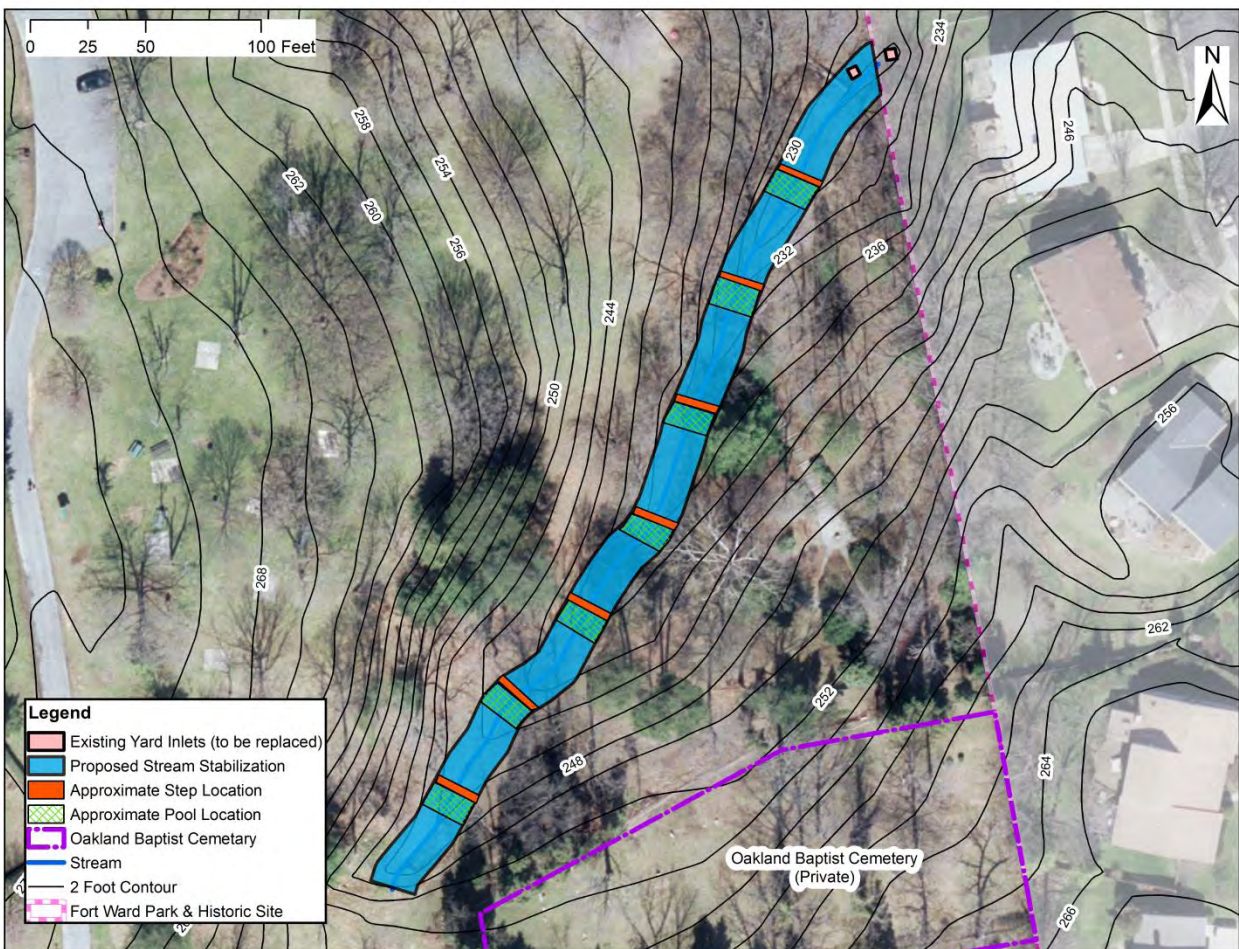 0 25 50 100 Feet
N
234
258
246
254
230
262
260
232
236
256
244
250
256
268
262
252
248
264
Legend
Existing Yard Inlets (to be replaced)
Proposed Stream Stabilization
Approximate Step Location
Approximate Pool Location
Oakland Baptist Cemetary
Stream
2 Foot Contour
Fort Ward Park & Historic Site
Oakland Baptist Cemetery
(Private)
266